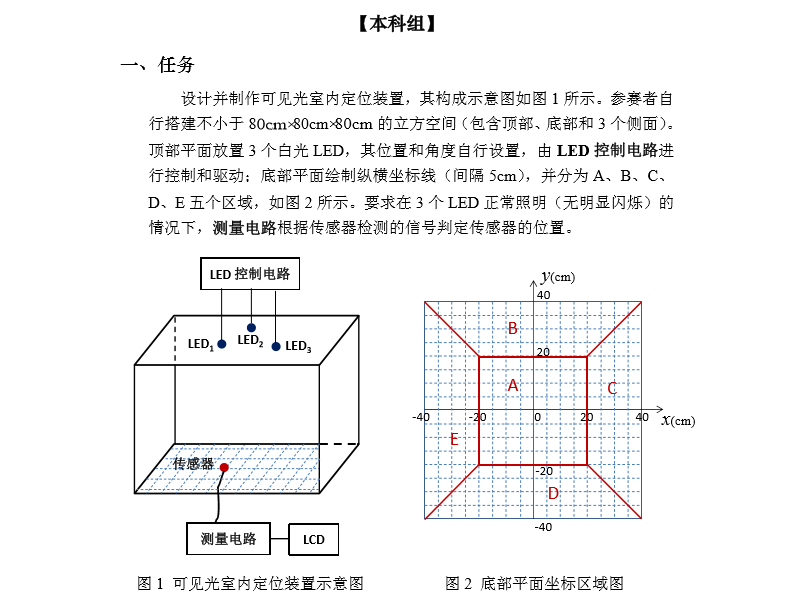 【本科组】
一、任务
设计并制作可见光室内定位装置，其构成示意图如图 1 所示。参赛者自
行搭建不小于 80cm×80cm×80cm 的立方空间（包含顶部、底部和 3 个侧面）。
顶部平面放置 3 个白光 LED，其位置和角度自行设置，由 LED 控制电路进
行控制和驱动；底部平面绘制纵横坐标线（间隔 5cm），并分为 A、B、C、
D、E 五个区域，如图 2 所示。要求在 3 个 LED 正常照明（无明显闪烁）的
情况下，测量电路根据传感器检测的信号判定传感器的位置。
LED 控制电路
LED1
LED2
LED3
传感器
测量电路
LCD
y(cm)
40
B
20
A
C
-40
-20
0
20
40
x(cm)
E
-20
D
-40
图 1 可见光室内定位装置示意图
图 2 底部平面坐标区域图